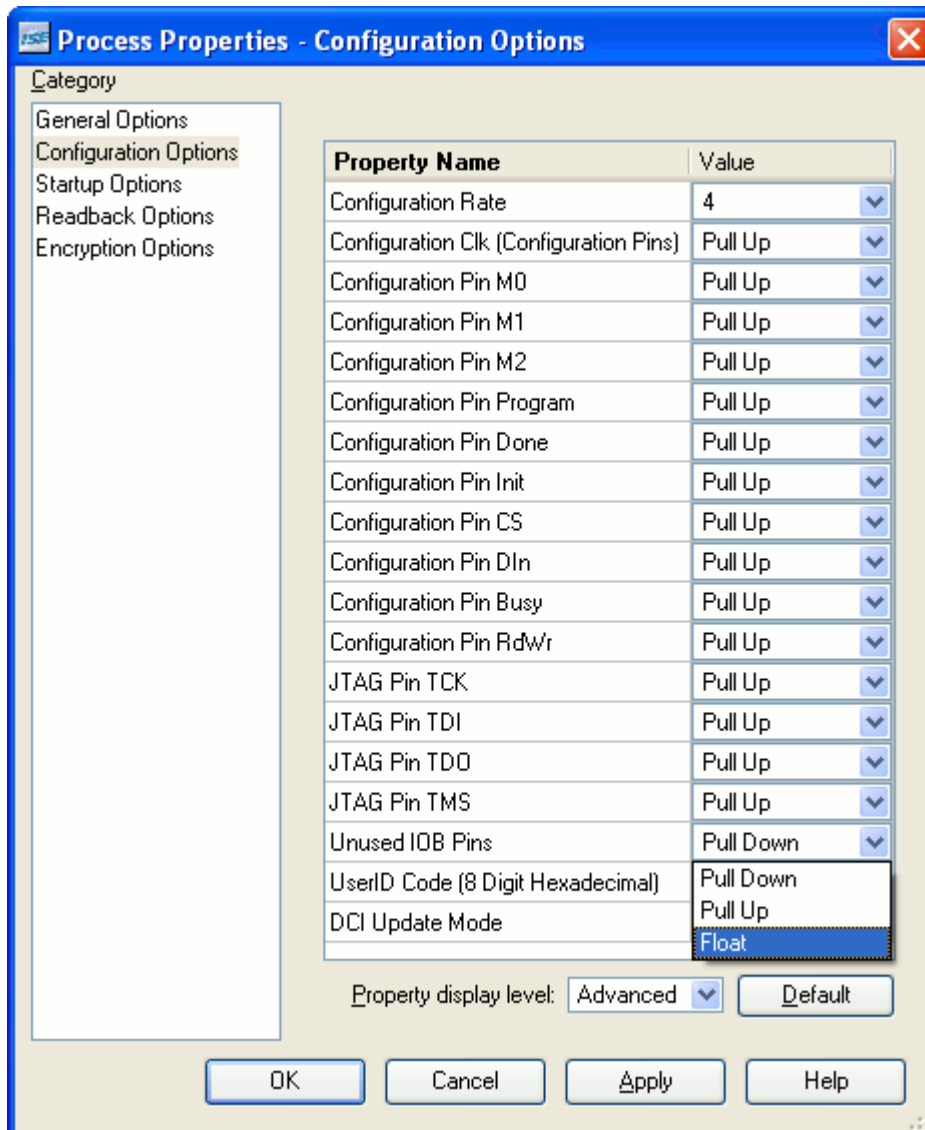 ISE Process Properties - Configuration Options
Category
General Options
Configuration Options
Startup Options
Readback Options
Encryption Options
Property Name Value
Configuration Rate 4
Configuration Clk (Configuration Pins) Pull Up
Configuration Pin M0 Pull Up
Configuration Pin M1 Pull Up
Configuration Pin M2 Pull Up
Configuration Pin Program Pull Up
Configuration Pin Done Pull Up
Configuration Pin Init Pull Up
Configuration Pin CS Pull Up
Configuration Pin DIn Pull Up
Configuration Pin Busy Pull Up
Configuration Pin RdWr Pull Up
JTAG Pin TCK Pull Up
JTAG Pin TDI Pull Up
JTAG Pin TDO Pull Up
JTAG Pin TMS Pull Up
Unused IOB Pins Pull Down
UserID Code (8 Digit Hexadecimal) Pull Down
Pull Up
DCI Update Mode
Float
Property display level: Advanced Default
OK Cancel Apply Help